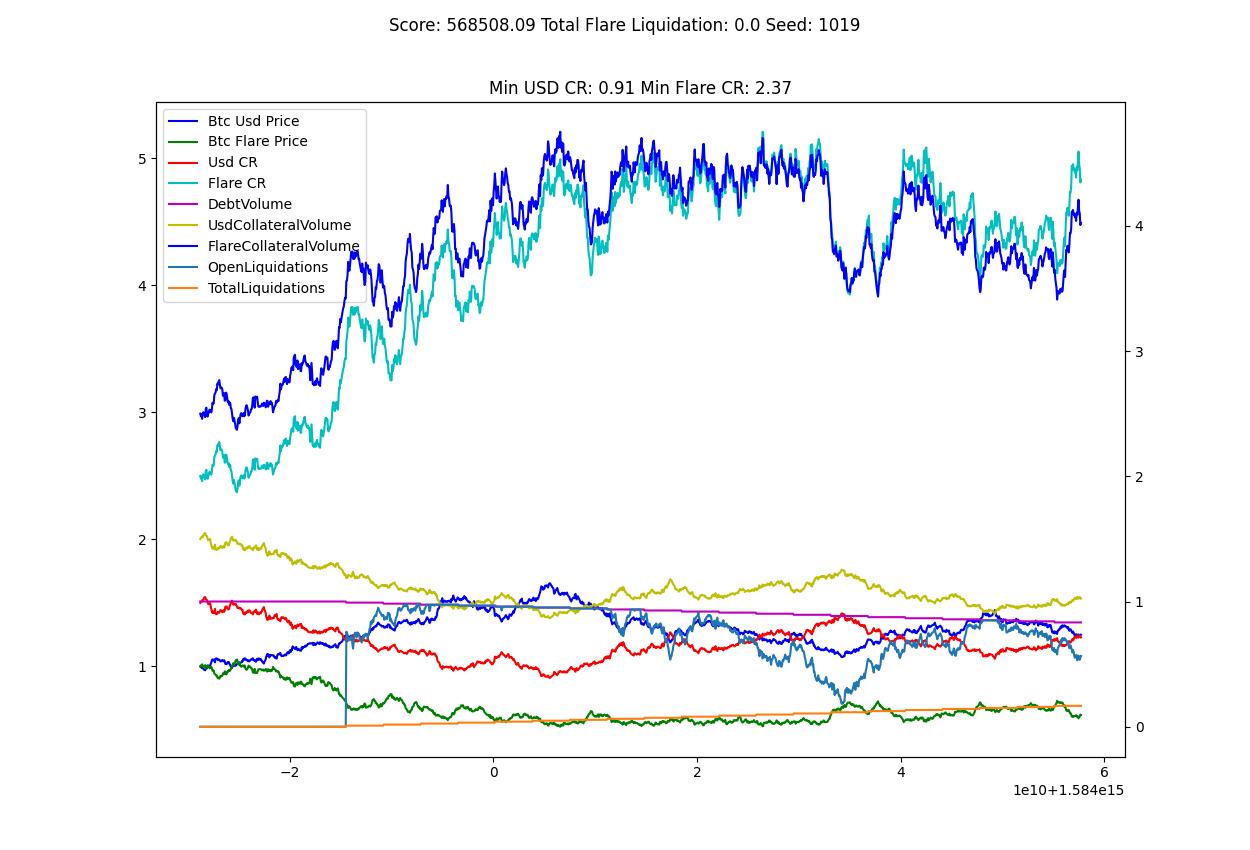 Score: 568508.09 Total Flare Liquidation: 0.0 Seed: 1019
Min USD CR: 0.91 Min Flare CR: 2.37
Btc Usd Price
Btc Flare Price
Usd CR
Flare CR
DebtVolume
UsdCollateralVolume
FlareCollateralVolume
OpenLiquidations
TotalLiquidations
5
4
3
2
1
4
3
2
1
0
−2 0 2 4 6
1e10+1.584e15